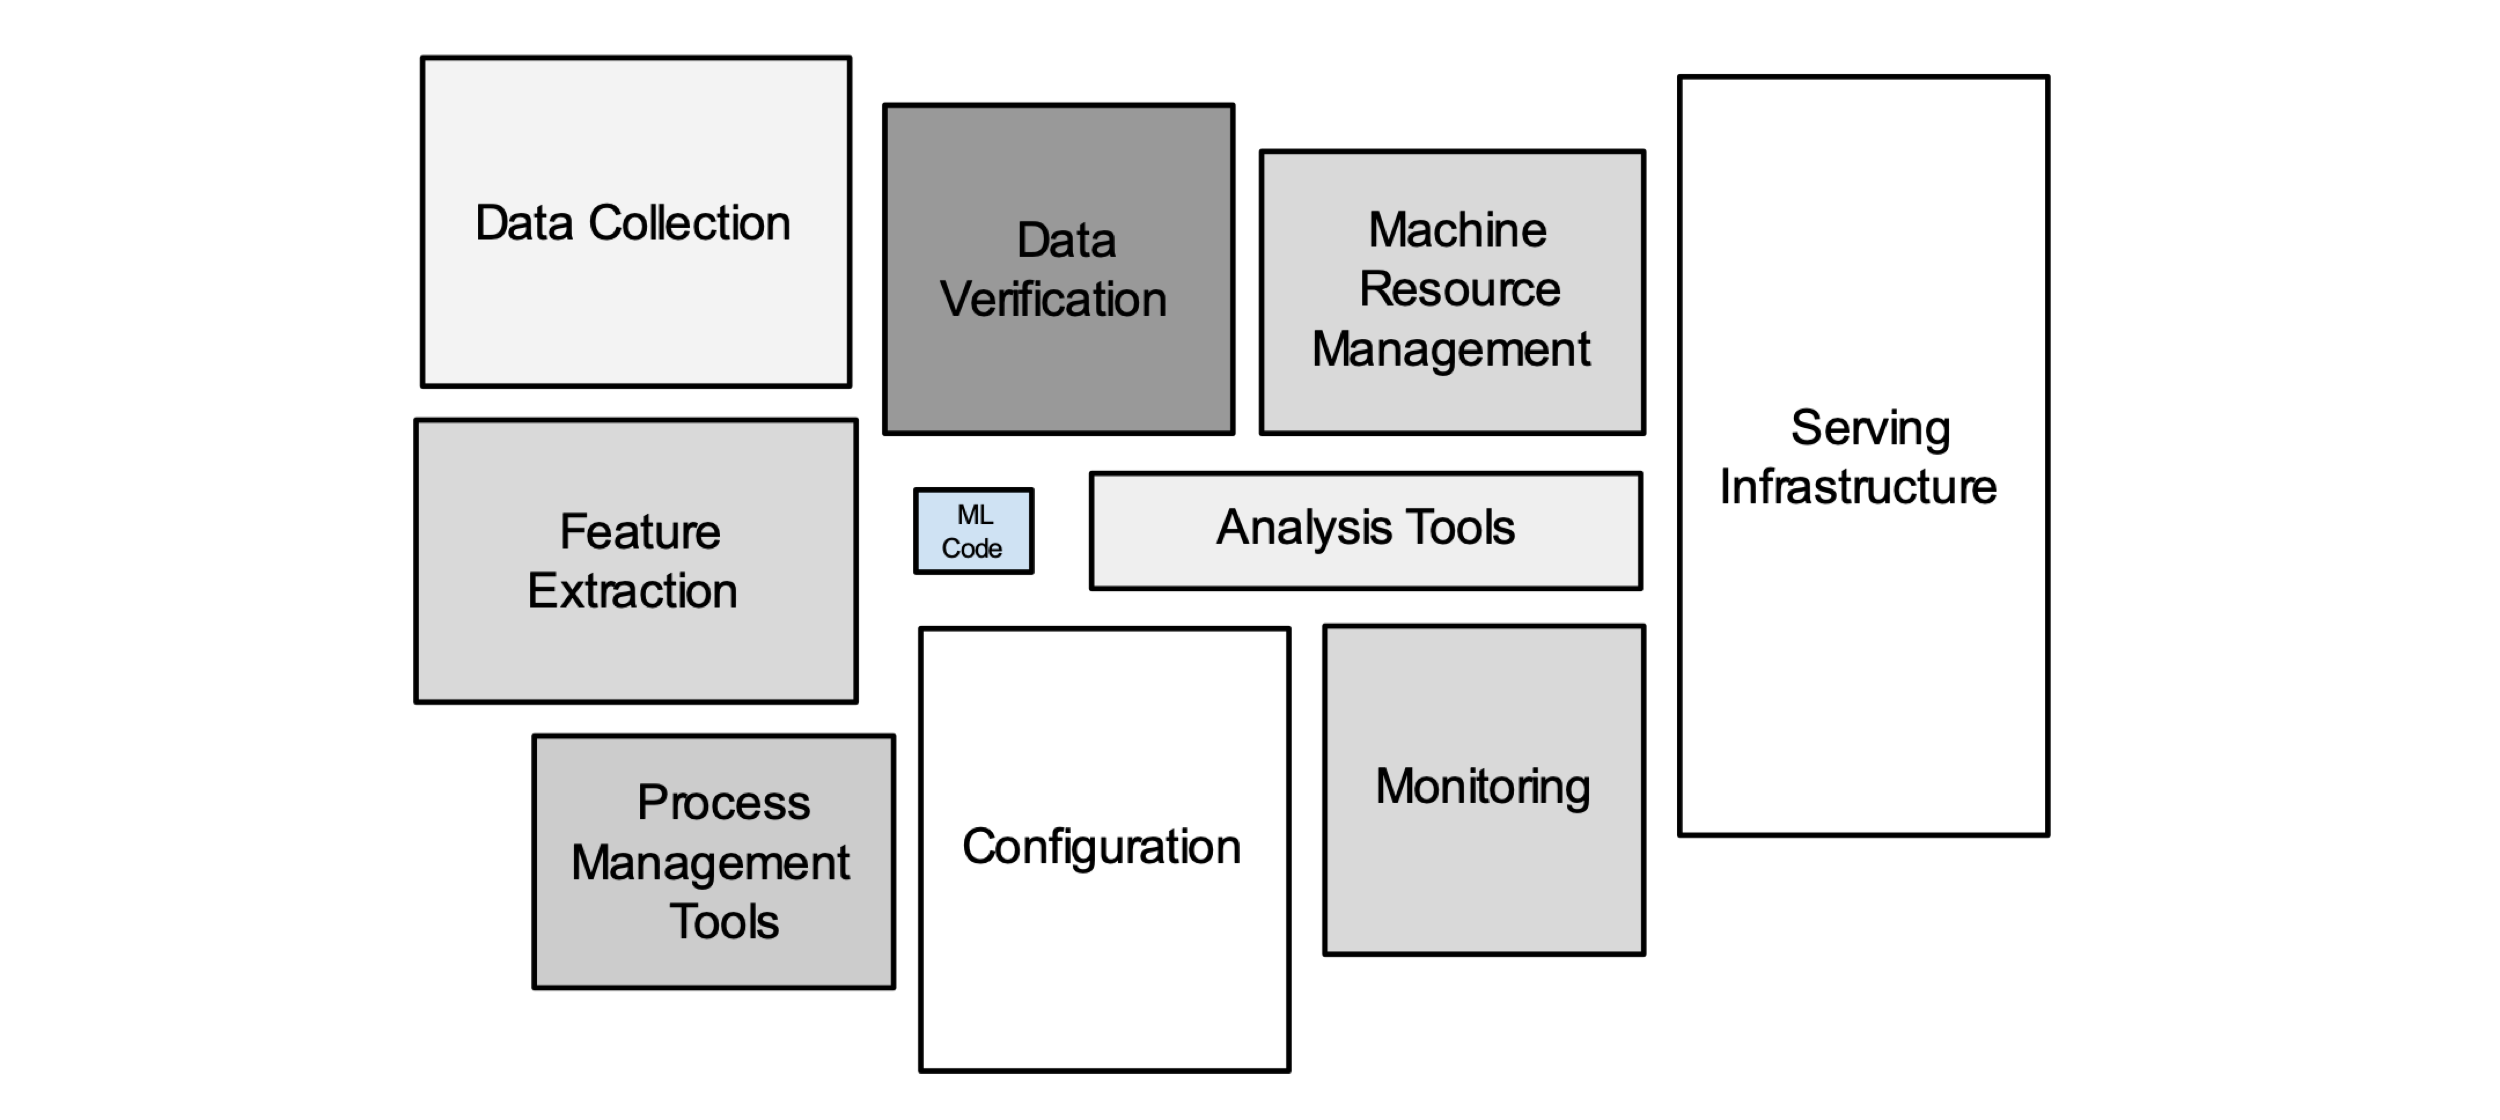 Data Collection
Data
Verification
Machine
Resource
Management
Serving
Infrastructure
Feature
Extraction
ML
Code
Analysis Tools
Process
Management
Tools
Configuration
Monitoring